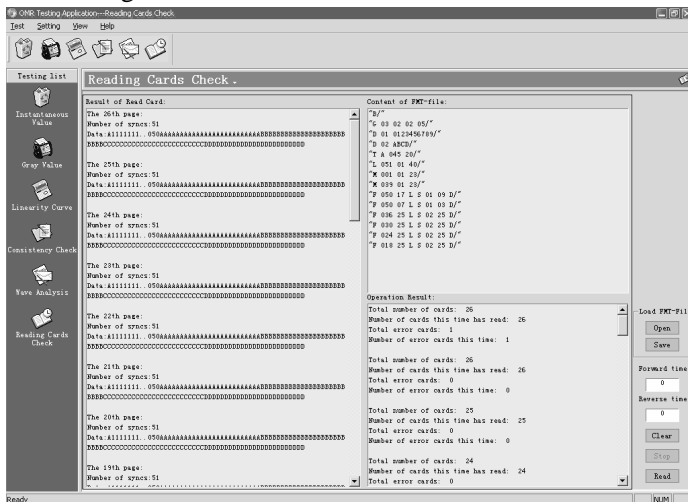 OMR Testing Application---Reading Cards Check
Test Setting View Help
Testing list
Instantaneous
Value
Gray Value
Linearity Curve
Consistency Check
Wave Analysis
Reading Cards
Check
Reading Cards Check.
Result of Read Card:
The 26th page:
Number of syncs:51
The 25th page:
Number of syncs:51
The 24th page:
Number of syncs:51
The 23th page:
Number of syncs:51
The 22th page:
Number of syncs:51
The 21th page:
Number of syncs:51
The 20th page:
Number of syncs:51
The 19th page:
Number of syncs:51
Content of FMT-file:
"B/"
"G 03 02 02 05/"
"D 01 0123456789/"
"D 02 ABCD/"
"T A 045 20/"
"L 051 01 40/"
"M 001 01 23/"
"M 039 01 23/"
"F 050 17 L S 01 09 D/"
"F 050 07 L S 01 03 D/"
"F 036 25 L S 02 25 D/"
"F 030 25 L S 02 25 D/"
"F 024 25 L S 02 25 D/"
"F 018 25 L S 02 25 D/"
Operation Result:
Total number of cards: 26
Number of cards this time has read: 26
Total error cards: 1
Number of error cards this time: 1
Total number of cards: 26
Number of cards this time has read: 26
Total error cards: 0
Number of error cards this time: 0
Total number of cards: 25
Number of cards this time has read: 25
Total error cards: 0
Number of error cards this time: 0
Total number of cards: 24
Number of cards this time has read: 24
Total error cards: 0
Load FMT-Fil
Open
Save
Forward time
0
Reverse time
0
Clear
Stop
Read
Ready
NUM